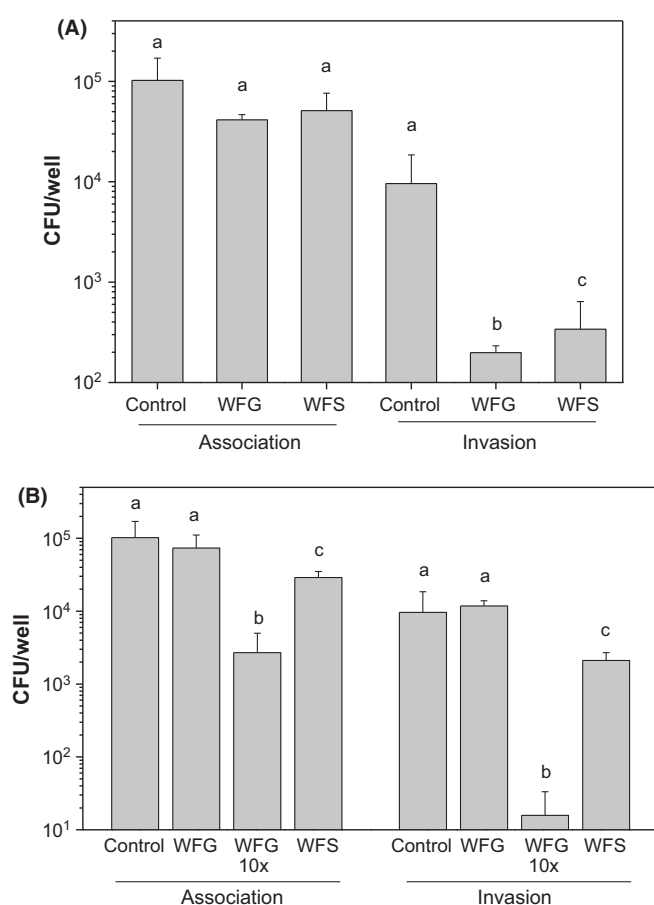 (A)
CFU/well
10^5
10^4
10^3
10^2
a
a
a
a
b
c
Control WFG WFS Control WFG WFS
Association Invasion
(B)
CFU/well
10^5
10^4
10^3
10^2
10^1
a
a
b
c
a
a
b
c
Control WFG WFG WFS Control WFG WFG WFS
10x 10x
Association Invasion